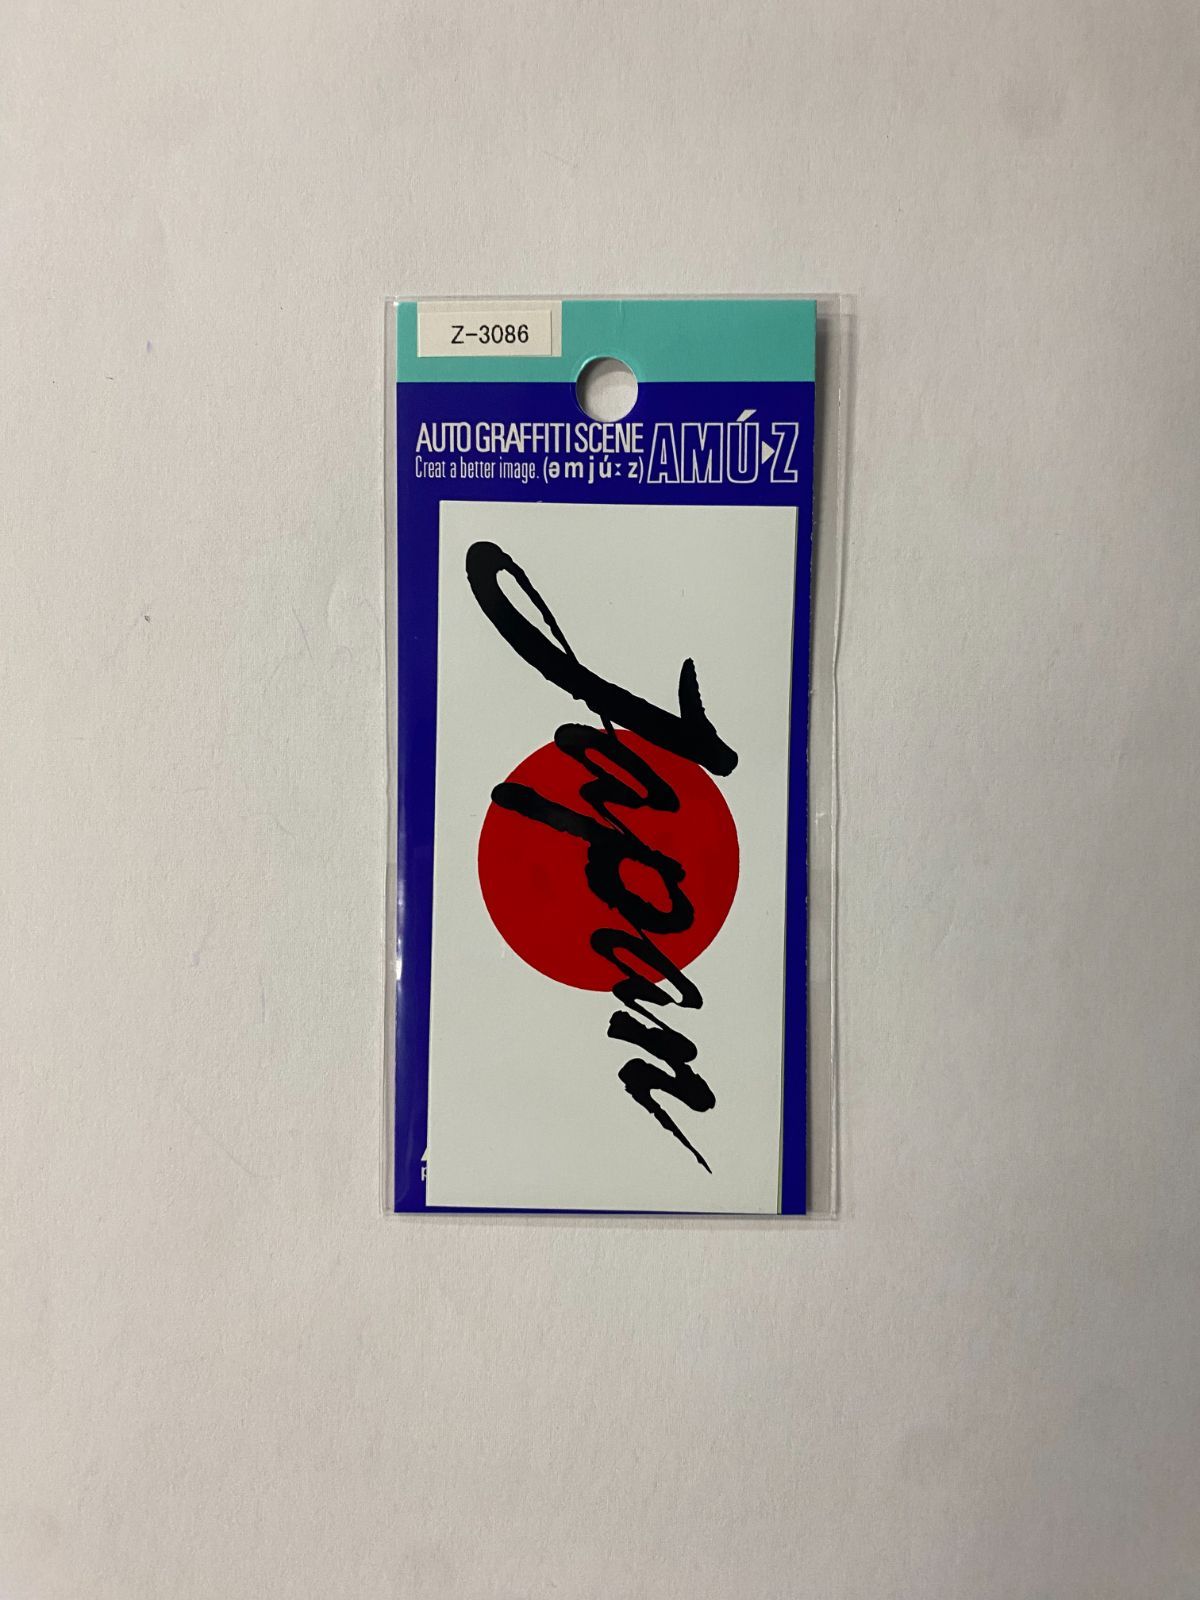 Z-3086
AUTO GRAFFITI SCENE AMÚ▸Z
Creat a better image. (əmjú: z)
Japan